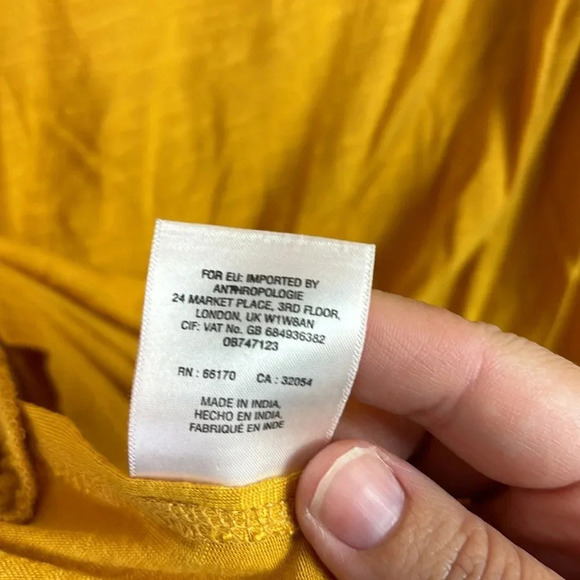 FOR EU: IMPORTED BY
ANTHROPOLOGIE
24 MARKET PLACE, 3RD FLOOR,
LONDON, UK W1W8AN
CIF: VAT No. GB 684936382
OB747123
RN : 66170 CA : 32054
MADE IN INDIA,
HECHO EN INDIA,
FABRIQUÉ EN INDE